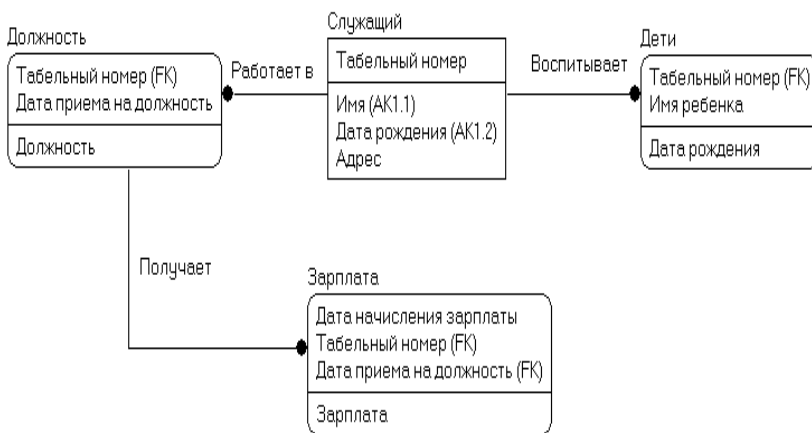 Должность
Табельный номер (FK)
Дата приема на должность
Должность
Работает в
Служащий
Табельный номер
Имя (AK1.1)
Дата рождения (AK1.2)
Адрес
Воспитывает
Дети
Табельный номер (FK)
Имя ребенка
Дата рождения
Получает
Зарплата
Дата начисления зарплаты
Табельный номер (FK)
Дата приема на должность (FK)
Зарплата